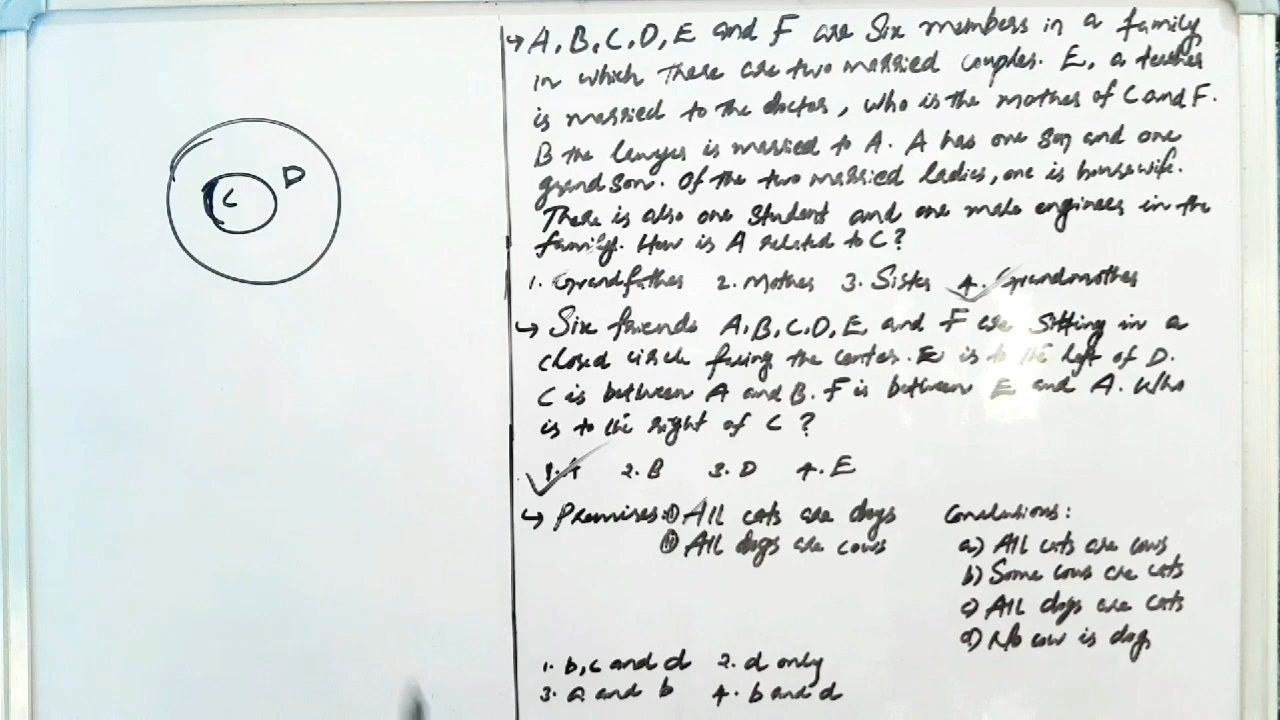 C
D
→ A, B, C, D, E and F are Six members in a family
in which There are two married couples. E, a teacher
is married to the doctor, who is the mother of C and F.
B the lawyer is married to A. A has one son and one
grand son. Of the two married ladies, one is housewife.
There is also one student and one male engineer in the
family. How is A related to C?
1. Grandfather 2. Mother 3. Sister 4. Grandmother
→ Six friends A, B, C, D, E, and F are sitting in a
closed circle facing the center. E is to the left of D.
C is between A and B. F is between E and A. Who
is to the right of C ?
1. A 2. B 3. D 4. E
→ Premises: (I) All cats are dogs
(II) All dogs are cows
Conclusions:
a) All cats are cows
b) Some cows are cats
c) All dogs are cats
d) No cow is dog
1. b, c and d 2. d only
3. a and b 4. b and d